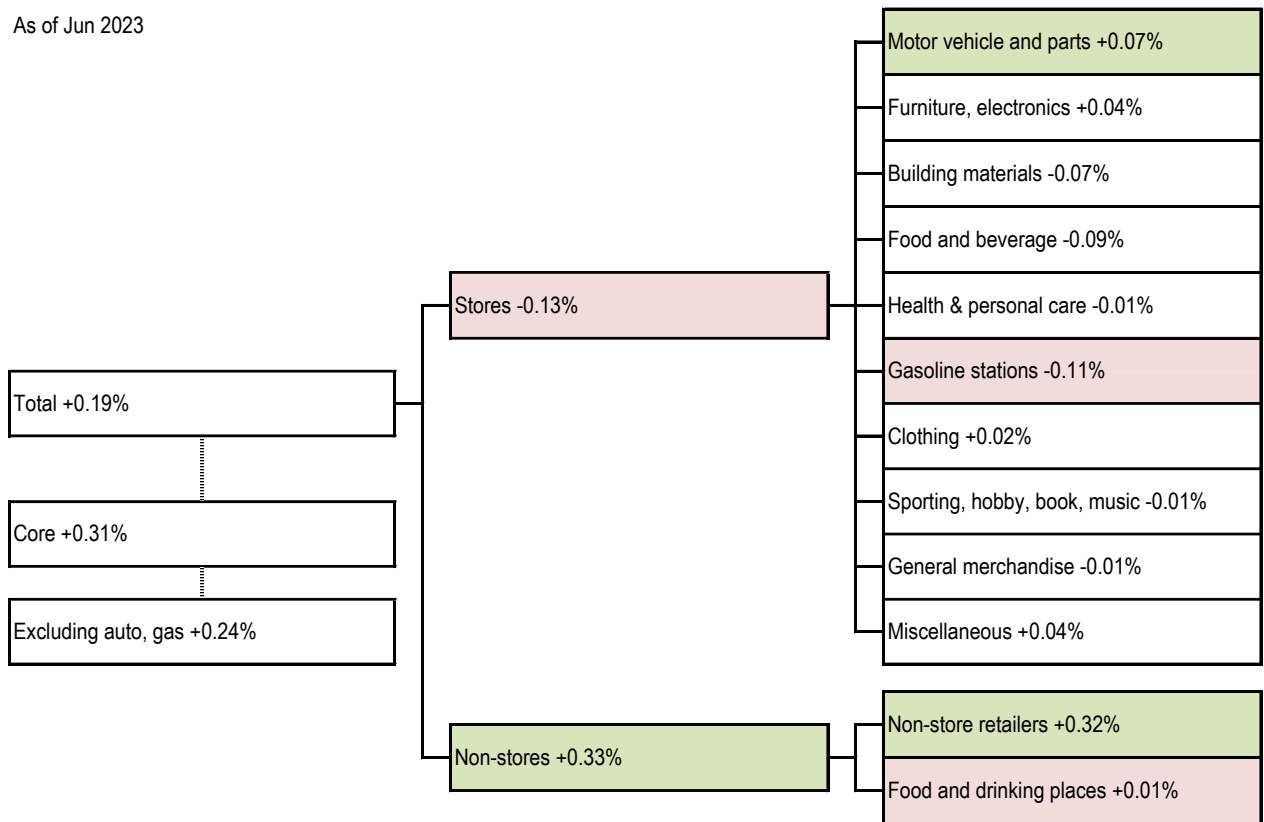 As of Jun 2023
Total +0.19%
Core +0.31%
Excluding auto, gas +0.24%
Stores -0.13%
Non-stores +0.33%
Motor vehicle and parts +0.07%
Furniture, electronics +0.04%
Building materials -0.07%
Food and beverage -0.09%
Health & personal care -0.01%
Gasoline stations -0.11%
Clothing +0.02%
Sporting, hobby, book, music -0.01%
General merchandise -0.01%
Miscellaneous +0.04%
Non-store retailers +0.32%
Food and drinking places +0.01%